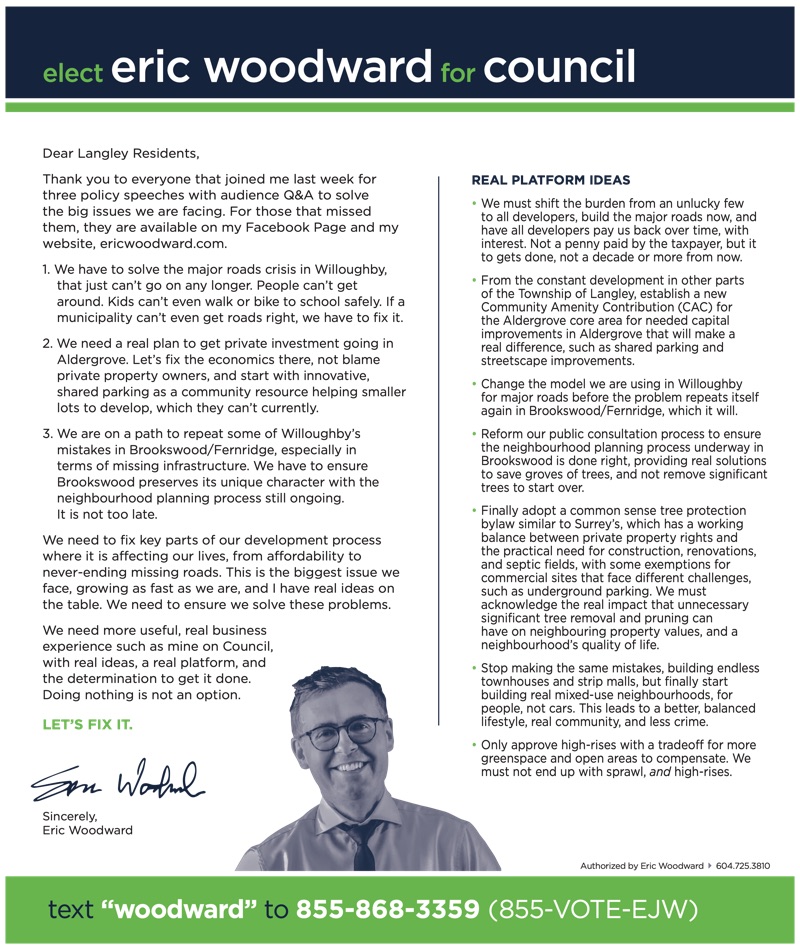 elect eric woodward for council
Dear Langley Residents,
Thank you to everyone that joined me last week for
three policy speeches with audience Q&A to solve
the big issues we are facing. For those that missed
them, they are available on my Facebook Page and my
website, ericwoodward.com.
1. We have to solve the major roads crisis in Willoughby,
that just can't go on any longer. People can't get
around. Kids can't even walk or bike to school safely. If a
municipality can't even get roads right, we have to fix it.
2. We need a real plan to get private investment going in
Aldergrove. Let's fix the economics there, not blame
private property owners, and start with innovative,
shared parking as a community resource helping smaller
lots to develop, which they can't currently.
3. We are on a path to repeat some of Willoughby's
mistakes in Brookswood/Fernridge, especially in
terms of missing infrastructure. We have to ensure
Brookswood preserves its unique character with the
neighbourhood planning process still ongoing.
It is not too late.
We need to fix key parts of our development process
where it is affecting our lives, from affordability to
never-ending missing roads. This is the biggest issue we
face, growing as fast as we are, and I have real ideas on
the table. We need to ensure we solve these problems.
We need more useful, real business
experience such as mine on Council,
with real ideas, a real platform, and
the determination to get it done.
Doing nothing is not an option.
LET'S FIX IT.
Eric Woodward
Sincerely,
Eric Woodward
REAL PLATFORM IDEAS
• We must shift the burden from an unlucky few
to all developers, build the major roads now, and
have all developers pay us back over time, with
interest. Not a penny paid by the taxpayer, but it
to gets done, not a decade or more from now.
• From the constant development in other parts
of the Township of Langley, establish a new
Community Amenity Contribution (CAC) for
the Aldergrove core area for needed capital
improvements in Aldergrove that will make a
real difference, such as shared parking and
streetscape improvements.
• Change the model we are using in Willoughby
for major roads before the problem repeats itself
again in Brookswood/Fernridge, which it will.
• Reform our public consultation process to ensure
the neighbourhood planning process underway in
Brookswood is done right, providing real solutions
to save groves of trees, and not remove significant
trees to start over.
• Finally adopt a common sense tree protection
bylaw similar to Surrey's, which has a working
balance between private property rights and
the practical need for construction, renovations,
and septic fields, with some exemptions for
commercial sites that face different challenges,
such as underground parking. We must
acknowledge the real impact that unnecessary
significant tree removal and pruning can
have on neighbouring property values, and a
neighbourhood's quality of life.
• Stop making the same mistakes, building endless
townhouses and strip malls, but finally start
building real mixed-use neighbourhoods, for
people, not cars. This leads to a better, balanced
lifestyle, real community, and less crime.
• Only approve high-rises with a tradeoff for more
greenspace and open areas to compensate. We
must not end up with sprawl, and high-rises.
Authorized by Eric Woodward ▸ 604.725.3810
text "woodward" to 855-868-3359 (855-VOTE-EJW)